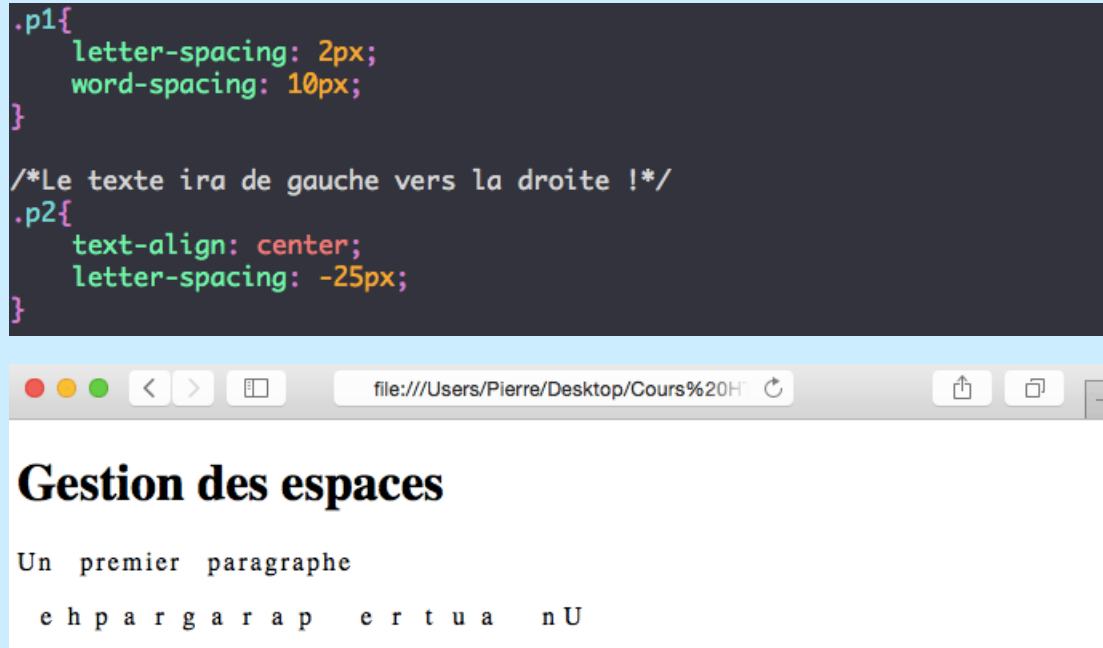 .p1{
letter-spacing: 2px;
word-spacing: 10px;
}
/*Le texte ira de gauche vers la droite !*/
.p2{
text-align: center;
letter-spacing: -25px;
}
file:///Users/Pierre/Desktop/Cours%20H
Gestion des espaces
Un premier paragraphe
e h p a r g a r a p e r t u a n U